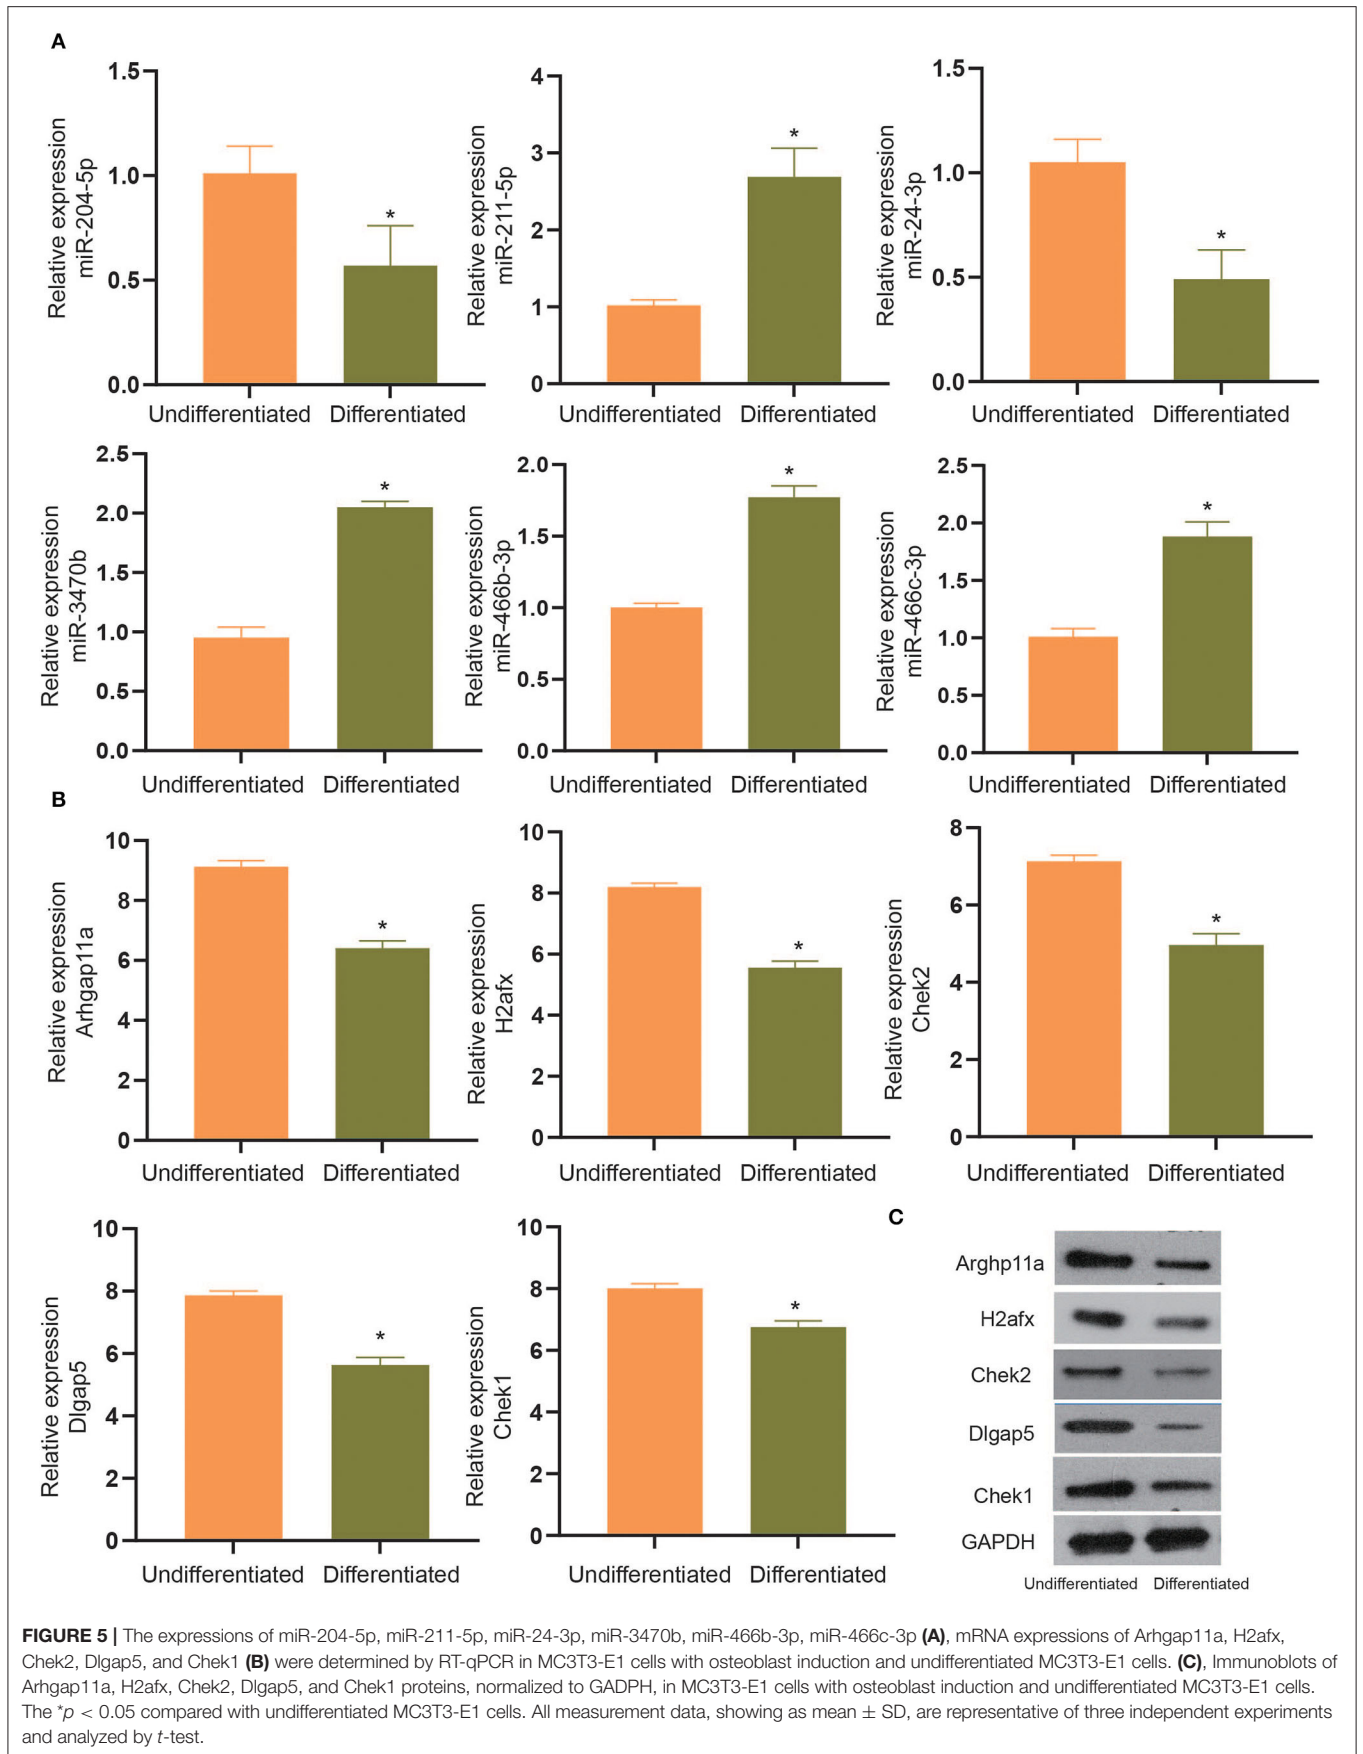 A
1.5
1.0
0.5
0.0
Relative expression
miR-204-5p
*
Undifferentiated Differentiated
4
3
2
1
0
Relative expression
miR-211-5p
*
Undifferentiated Differentiated
1.5
1.0
0.5
0.0
Relative expression
miR-24-3p
*
Undifferentiated Differentiated
2.5
2.0
1.5
1.0
0.5
0.0
Relative expression
miR-3470b
*
Undifferentiated Differentiated
2.0
1.5
1.0
0.5
0.0
Relative expression
miR-466b-3p
*
Undifferentiated Differentiated
2.5
2.0
1.5
1.0
0.5
0.0
Relative expression
miR-466c-3p
*
Undifferentiated Differentiated
B
10
8
6
4
2
0
Relative expression
Arhgap11a
*
Undifferentiated Differentiated
10
8
6
4
2
0
Relative expression
H2afx
*
Undifferentiated Differentiated
8
6
4
2
0
Relative expression
Chek2
*
Undifferentiated Differentiated
10
8
6
4
2
0
Relative expression
Dlgap5
*
Undifferentiated Differentiated
10
8
6
4
2
0
Relative expression
Chek1
*
Undifferentiated Differentiated
C
Arghp11a
H2afx
Chek2
Dlgap5
Chek1
GAPDH
Undifferentiated Differentiated
FIGURE 5 | The expressions of miR-204-5p, miR-211-5p, miR-24-3p, miR-3470b, miR-466b-3p, miR-466c-3p (A), mRNA expressions of Arhgap11a, H2afx,
Chek2, Dlgap5, and Chek1 (B) were determined by RT-qPCR in MC3T3-E1 cells with osteoblast induction and undifferentiated MC3T3-E1 cells. (C), Immunoblots of
Arhgap11a, H2afx, Chek2, Dlgap5, and Chek1 proteins, normalized to GADPH, in MC3T3-E1 cells with osteoblast induction and undifferentiated MC3T3-E1 cells.
The *p < 0.05 compared with undifferentiated MC3T3-E1 cells. All measurement data, showing as mean ± SD, are representative of three independent experiments
and analyzed by t-test.